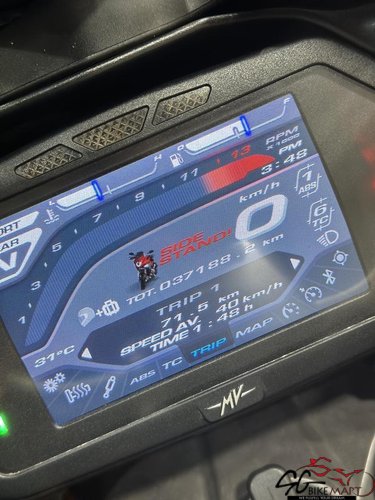 L H E F
RPM
x1000
1 3 5 7 9 11 13
PM
3:48
km/h
0
1
ABS
6
TC
N
SIDE
STAND!
TOT. 037188.2 km
TRIP 1
71.5 km
SPEED AV. 40 km/h
TIME 1:48 h
31°C
ABS TC TRIP MAP
MV
BIKEMART